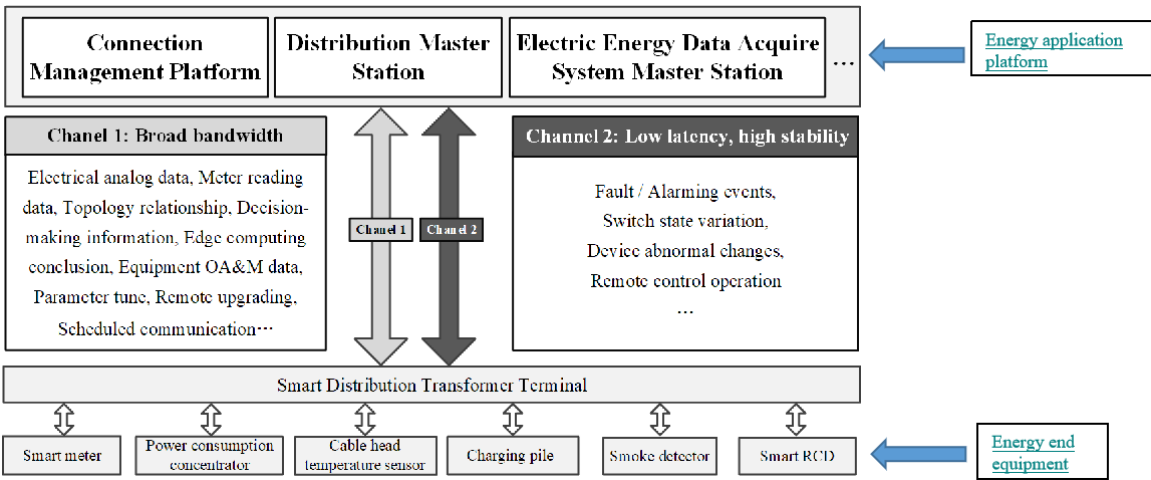 Connection
Management Platform
Distribution Master
Station
Electric Energy Data Acquire
System Master Station
...
Energy application
platform
Chanel 1: Broad bandwidth
Electrical analog data, Meter reading
data, Topology relationship, Decision-
making information, Edge computing
conclusion, Equipment OA&M data,
Parameter tune, Remote upgrading,
Scheduled communication…
Chanel 1
Chanel 2
Channel 2: Low latency, high stability
Fault / Alarming events,
Switch state variation,
Device abnormal changes,
Remote control operation
…
Smart Distribution Transformer Terminal
Smart meter
Power consumption
concentrator
Cable head
temperature sensor
Charging pile
Smoke detector
Smart RCD
Energy end
equipment